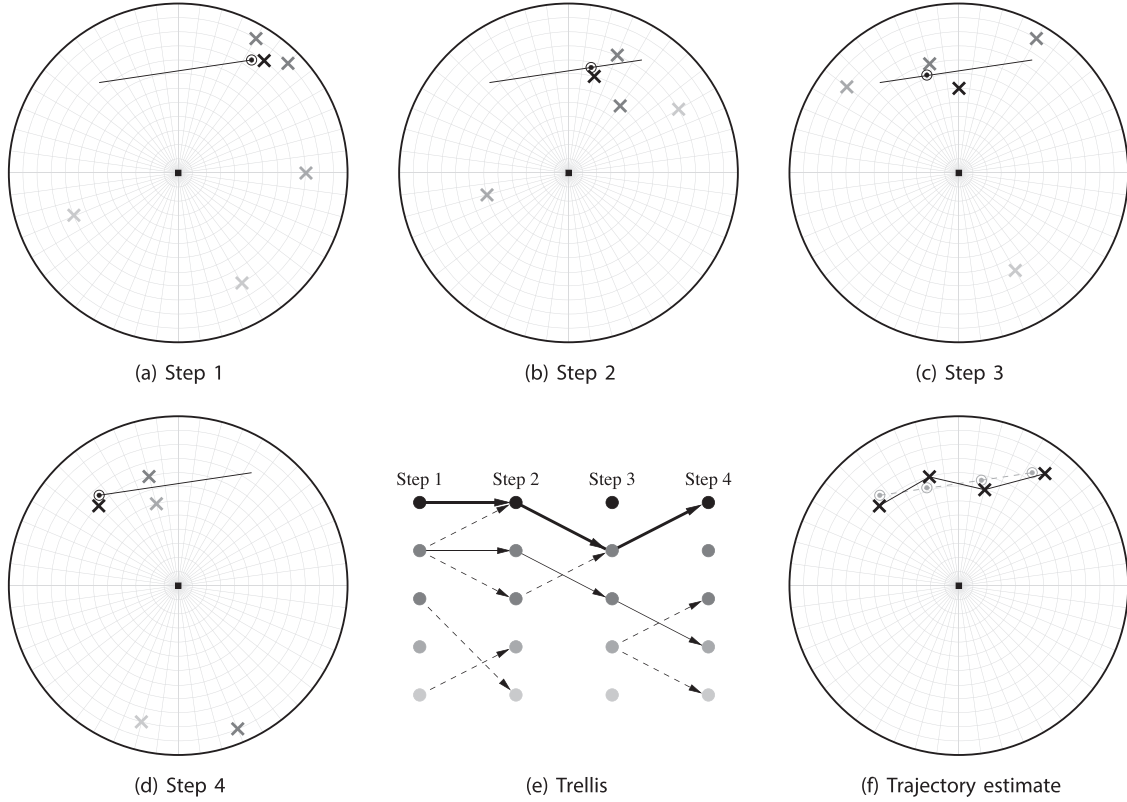 (a) Step 1
(b) Step 2
(c) Step 3
Step 1 Step 2 Step 3 Step 4
(d) Step 4
(e) Trellis
(f) Trajectory estimate